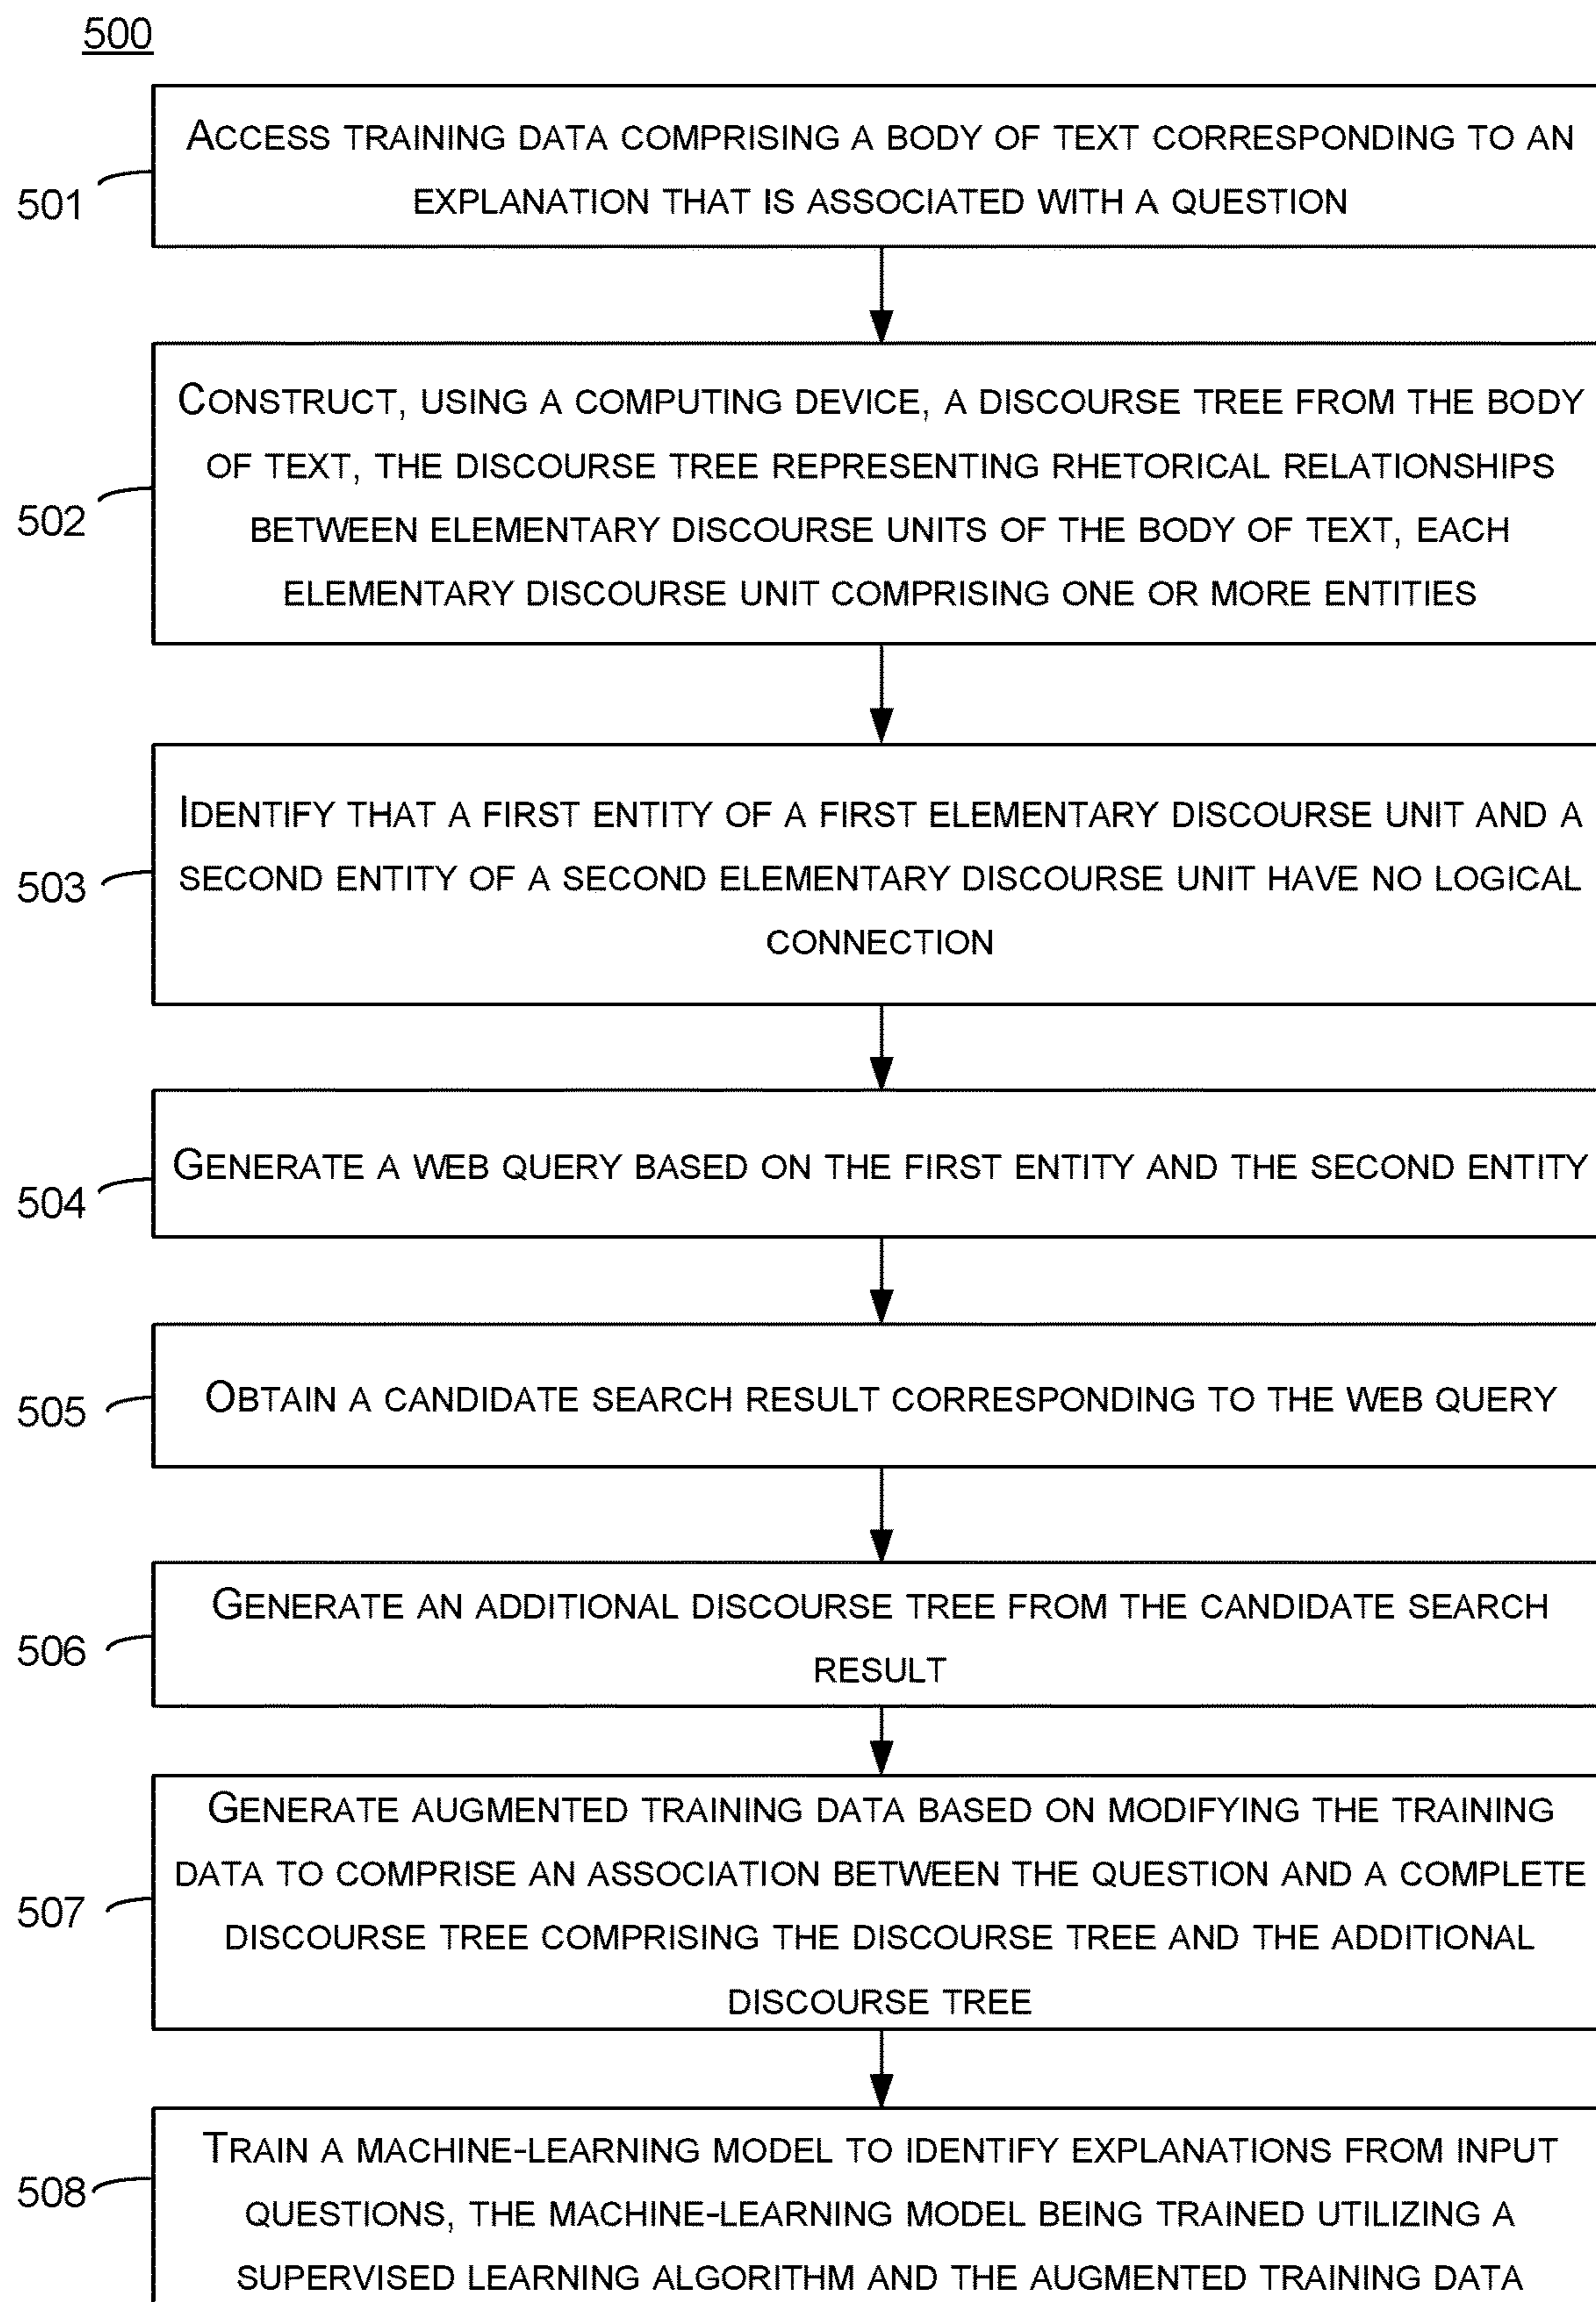 500
ACCESS TRAINING DATA COMPRISING A BODY OF TEXT CORRESPONDING TO AN
EXPLANATION THAT IS ASSOCIATED WITH A QUESTION
501
CONSTRUCT, USING A COMPUTING DEVICE, A DISCOURSE TREE FROM THE BODY
OF TEXT, THE DISCOURSE TREE REPRESENTING RHETORICAL RELATIONSHIPS
BETWEEN ELEMENTARY DISCOURSE UNITS OF THE BODY OF TEXT, EACH
ELEMENTARY DISCOURSE UNIT COMPRISING ONE OR MORE ENTITIES
502
IDENTIFY THAT A FIRST ENTITY OF A FIRST ELEMENTARY DISCOURSE UNIT AND A
SECOND ENTITY OF A SECOND ELEMENTARY DISCOURSE UNIT HAVE NO LOGICAL
CONNECTION
503
GENERATE A WEB QUERY BASED ON THE FIRST ENTITY AND THE SECOND ENTITY
504
OBTAIN A CANDIDATE SEARCH RESULT CORRESPONDING TO THE WEB QUERY
505
GENERATE AN ADDITIONAL DISCOURSE TREE FROM THE CANDIDATE SEARCH
RESULT
506
GENERATE AUGMENTED TRAINING DATA BASED ON MODIFYING THE TRAINING
DATA TO COMPRISE AN ASSOCIATION BETWEEN THE QUESTION AND A COMPLETE
DISCOURSE TREE COMPRISING THE DISCOURSE TREE AND THE ADDITIONAL
DISCOURSE TREE
507
TRAIN A MACHINE-LEARNING MODEL TO IDENTIFY EXPLANATIONS FROM INPUT
QUESTIONS, THE MACHINE-LEARNING MODEL BEING TRAINED UTILIZING A
SUPERVISED LEARNING ALGORITHM AND THE AUGMENTED TRAINING DATA
508